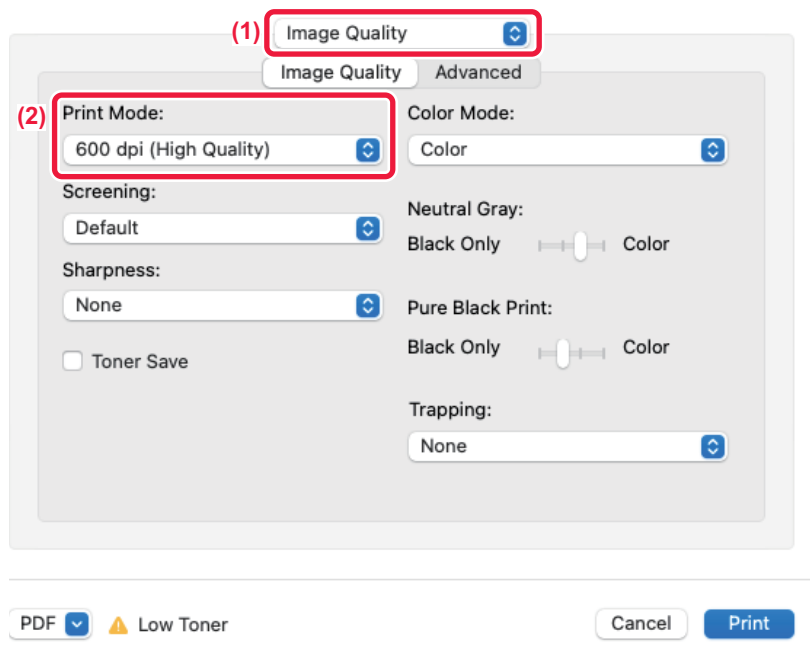 (1) Image Quality
Image Quality Advanced
(2) Print Mode:
600 dpi (High Quality)
Screening:
Default
Sharpness:
None
Toner Save
Color Mode:
Color
Neutral Gray:
Black Only Color
Pure Black Print:
Black Only Color
Trapping:
None
PDF Low Toner Cancel Print